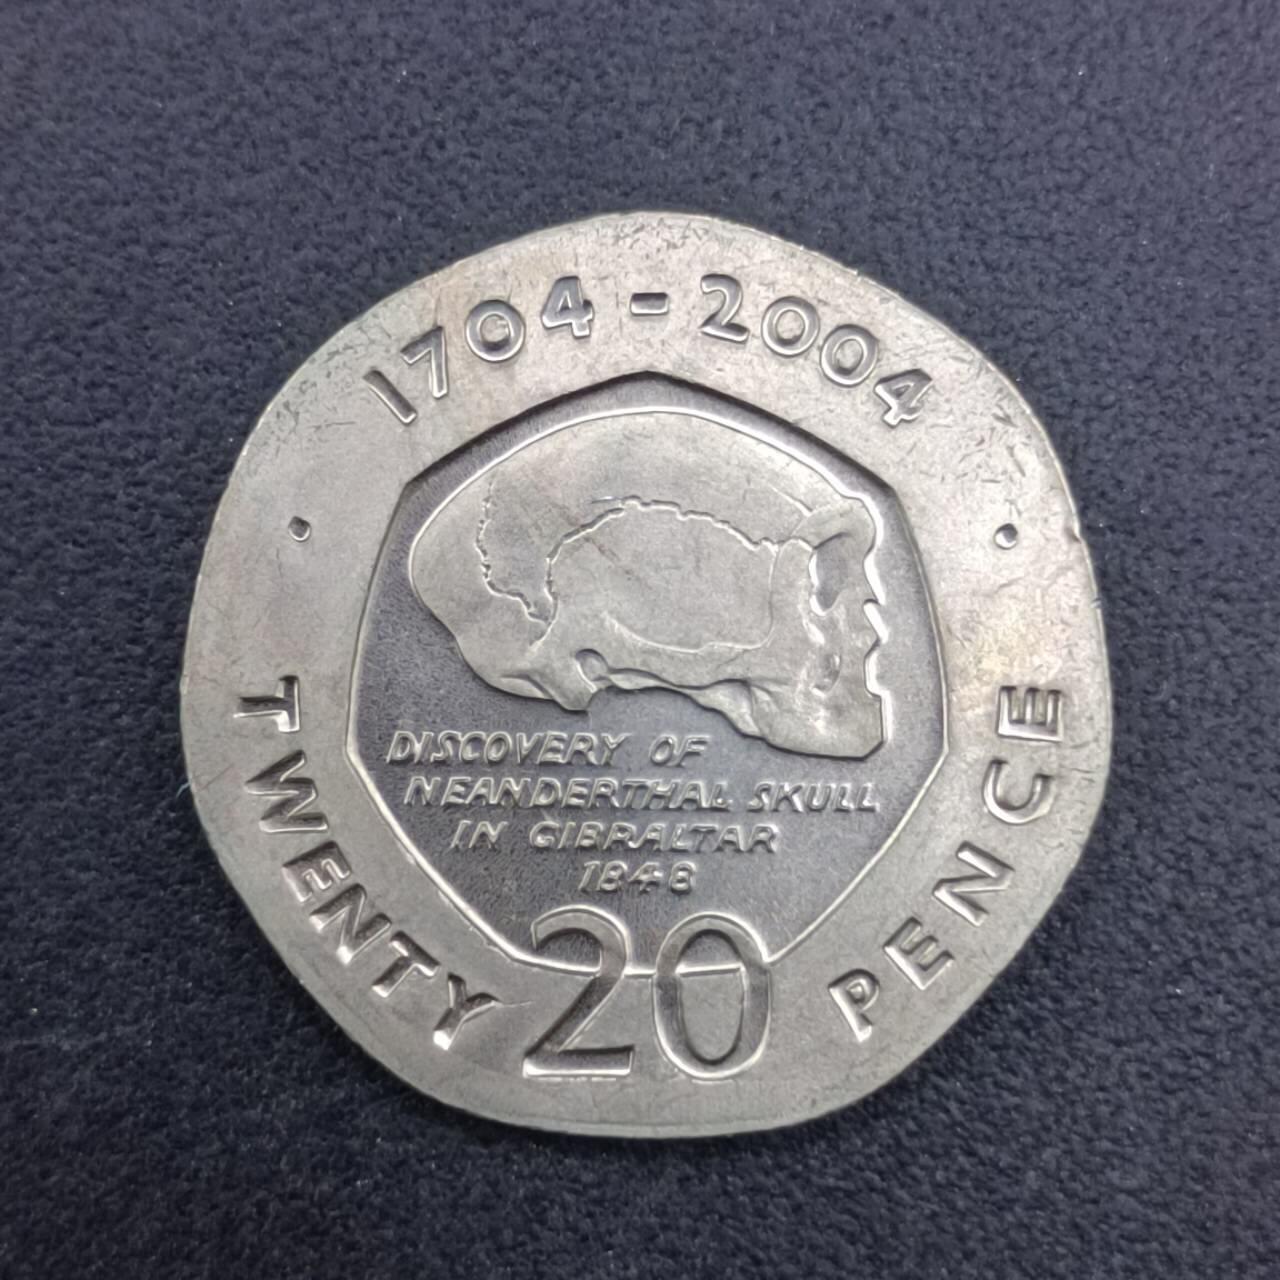 1704 - 2004
DISCOVERY OF
NEANDERTHAL SKULL
IN GIBRALTAR
1848
20
TWENTY PENCE